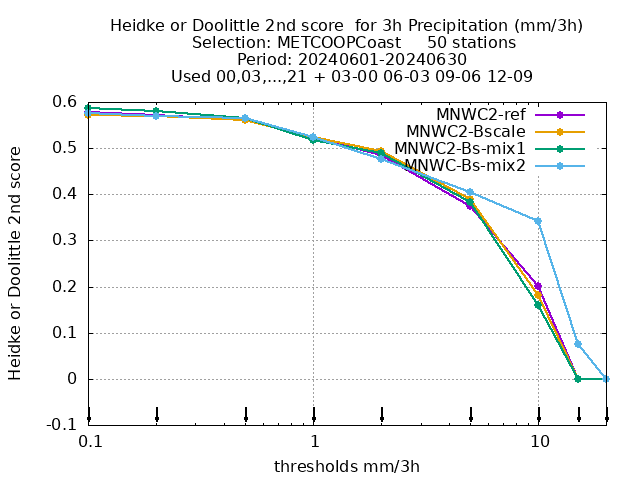 Heidke or Doolittle 2nd score  for 3h Precipitation (mm/3h)
Selection: METCOOPCoast     50 stations
Period: 20240601-20240630
Used 00,03,...,21 + 03-00 06-03 09-06 12-09
MNWC2-ref
MNWC2-Bscale
MNWC2-Bs-mix1
MNWC-Bs-mix2
Heidke or Doolittle 2nd score
0.6
0.5
0.4
0.3
0.2
0.1
0
-0.1
0.1
1
10
thresholds mm/3h